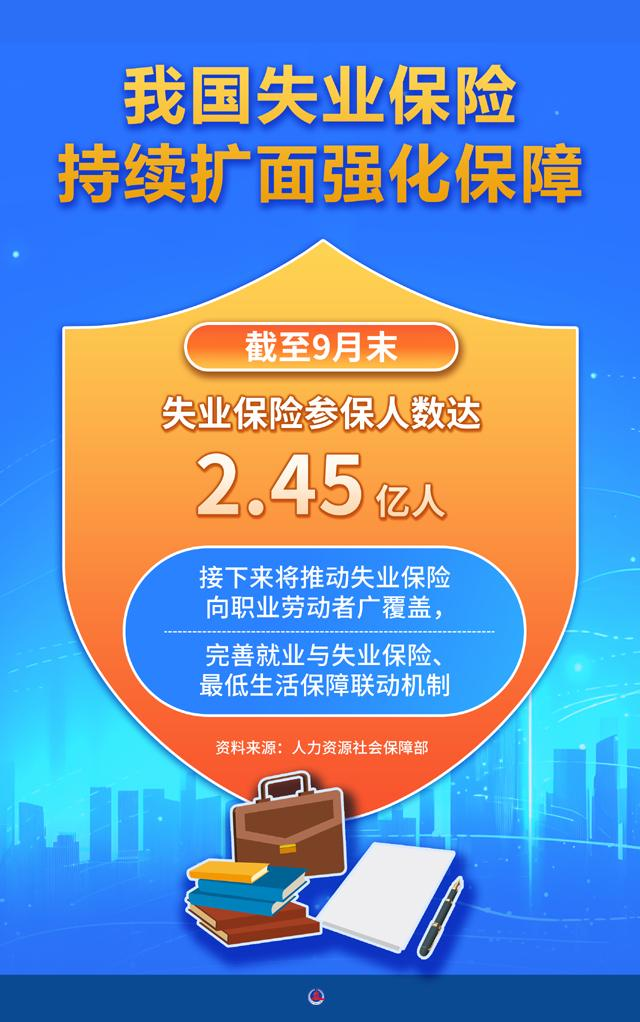 我国失业保险
持续扩面强化保障
截至9月末
失业保险参保人数达
2.45亿人
接下来将推动失业保险
向职业劳动者广覆盖，
完善就业与失业保险、
最低生活保障联动机制
资料来源：人力资源社会保障部